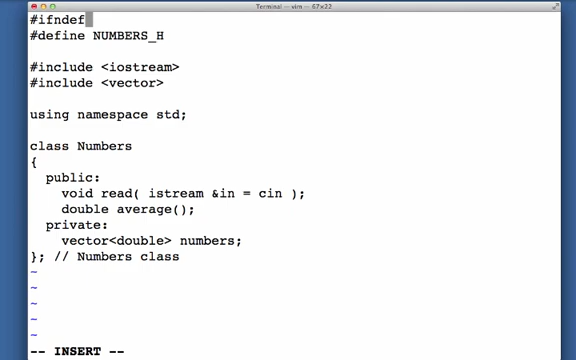 Terminal — vim — 67×22
#ifndef
#define NUMBERS_H
#include <iostream>
#include <vector>
using namespace std;
class Numbers
{
public:
void read( istream &in = cin );
double average();
private:
vector<double> numbers;
}; // Numbers class
~
~
~
~
~
-- INSERT --